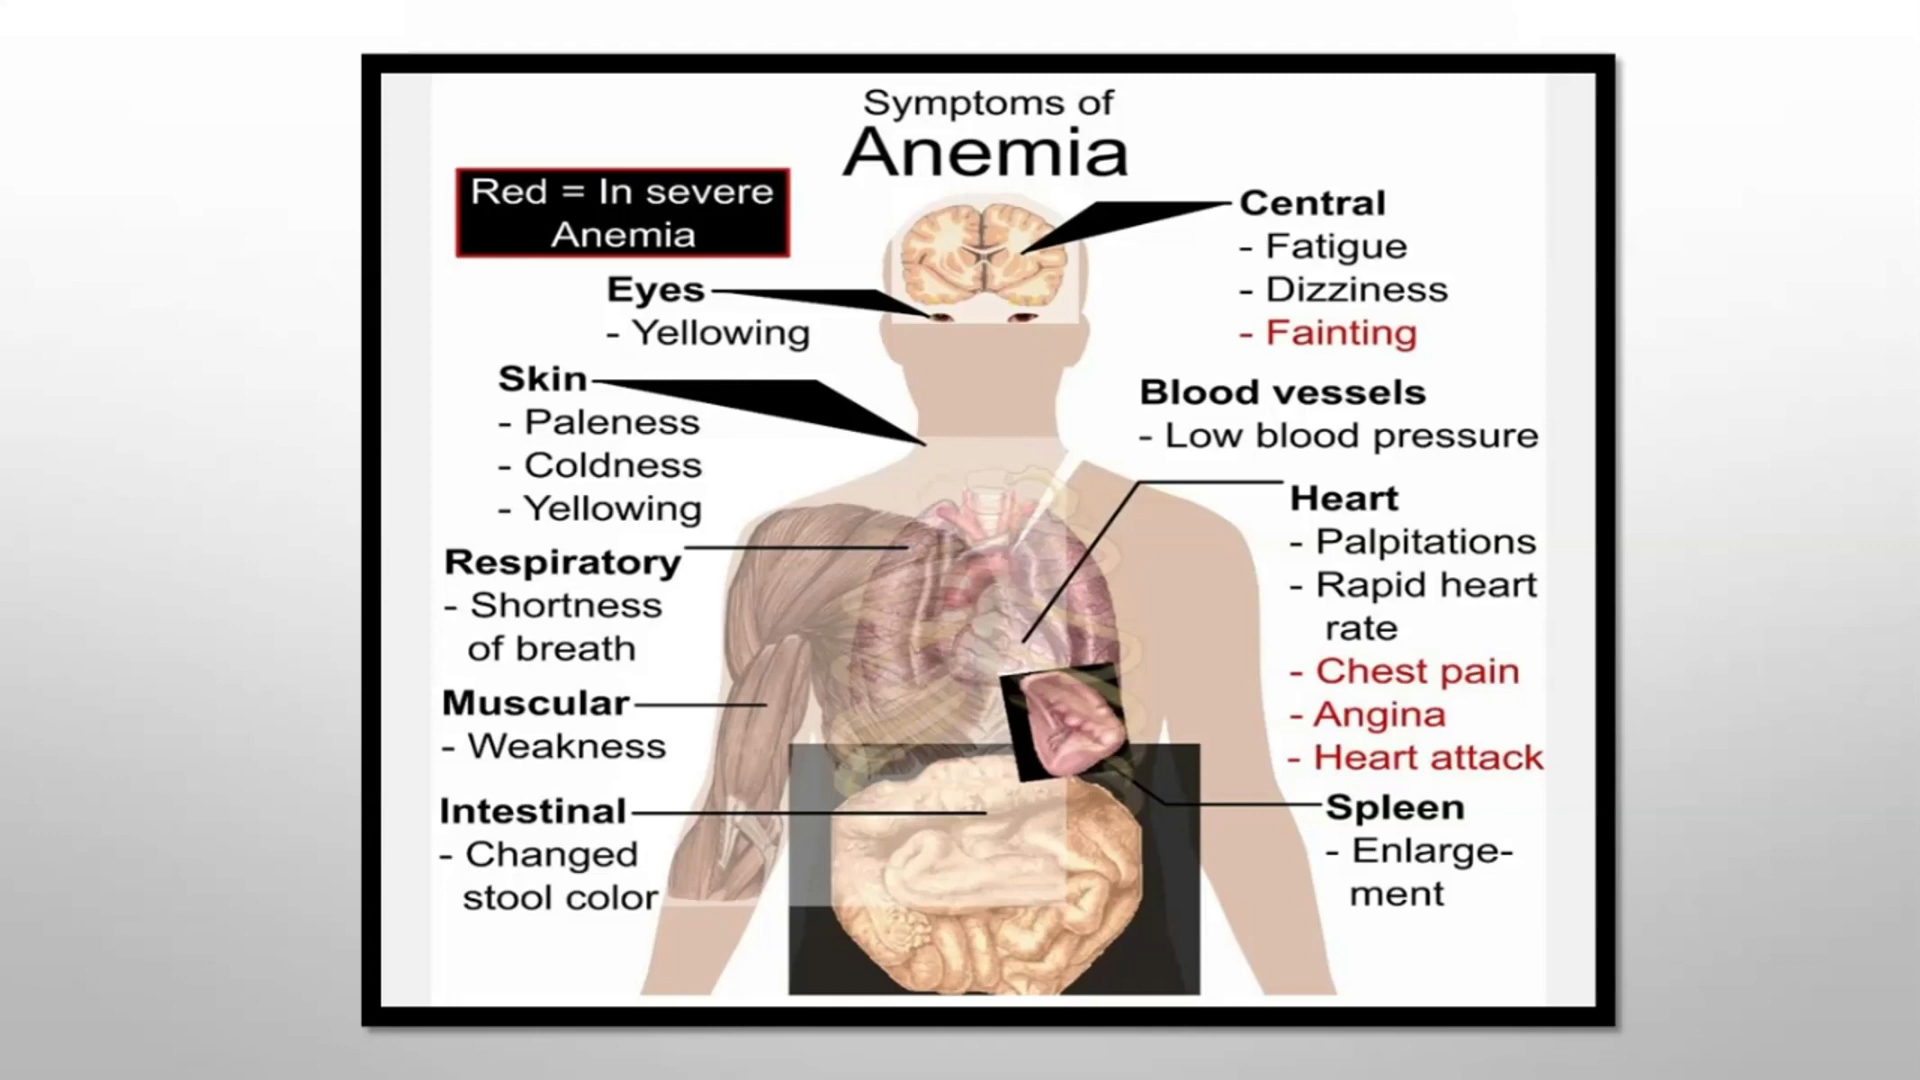 Symptoms of
Anemia
Red = In severe
Anemia
Eyes
- Yellowing
Skin
- Paleness
- Coldness
- Yellowing
Respiratory
- Shortness
of breath
Muscular
- Weakness
Intestinal
- Changed
stool color
Central
- Fatigue
- Dizziness
- Fainting
Blood vessels
- Low blood pressure
Heart
- Palpitations
- Rapid heart
rate
- Chest pain
- Angina
- Heart attack
Spleen
- Enlarge-
ment